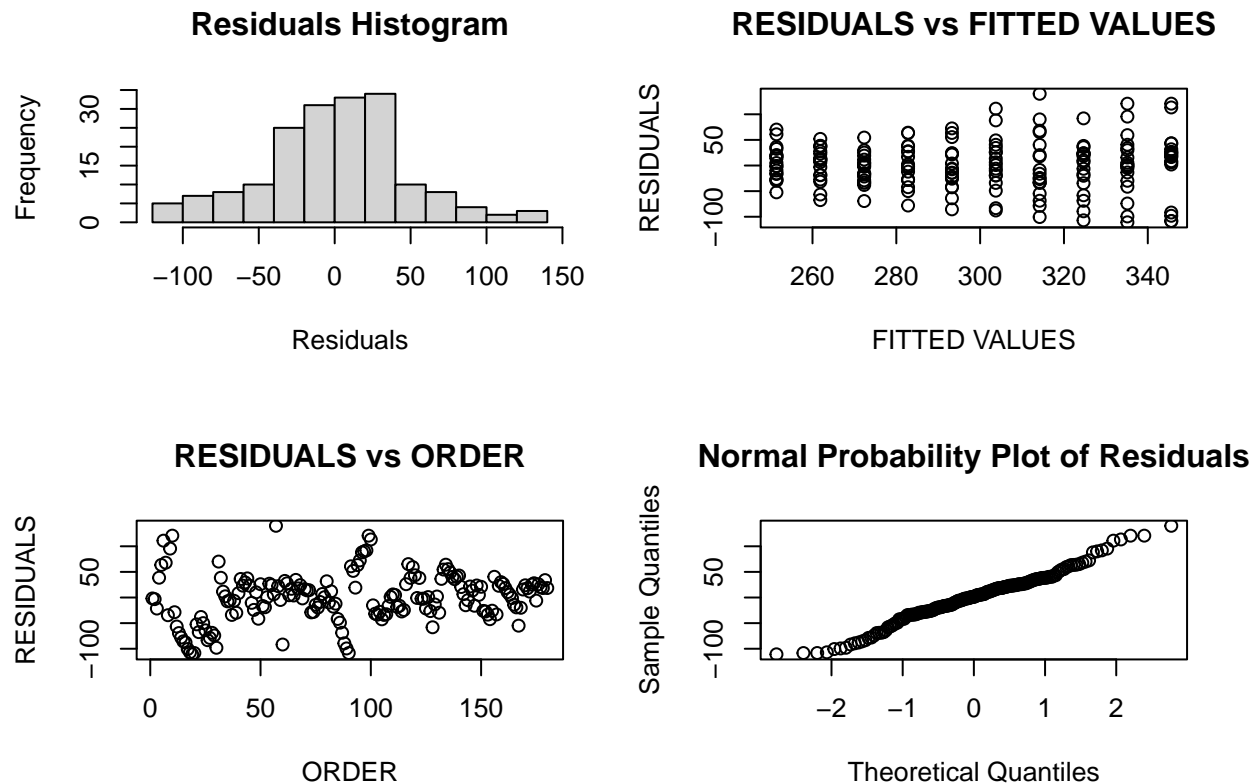 Residuals Histogram
Frequency
0 15 30
−100 −50 0 50 100 150
Residuals
RESIDUALS vs FITTED VALUES
RESIDUALS
−100 50
260 280 300 320 340
FITTED VALUES
RESIDUALS vs ORDER
RESIDUALS
−100 50
0 50 100 150
ORDER
Normal Probability Plot of Residuals
Sample Quantiles
−100 50
−2 −1 0 1 2
Theoretical Quantiles